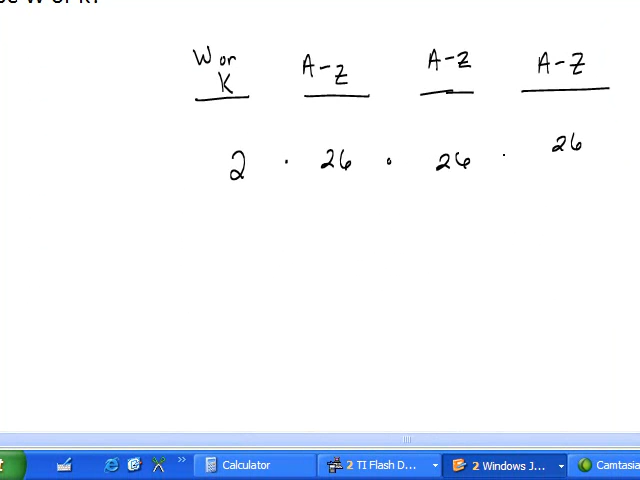 W or K A-Z A-Z A-Z
2 · 26 · 26 · 26
Calculator 2 TI Flash D... 2 Windows J... Camtasia